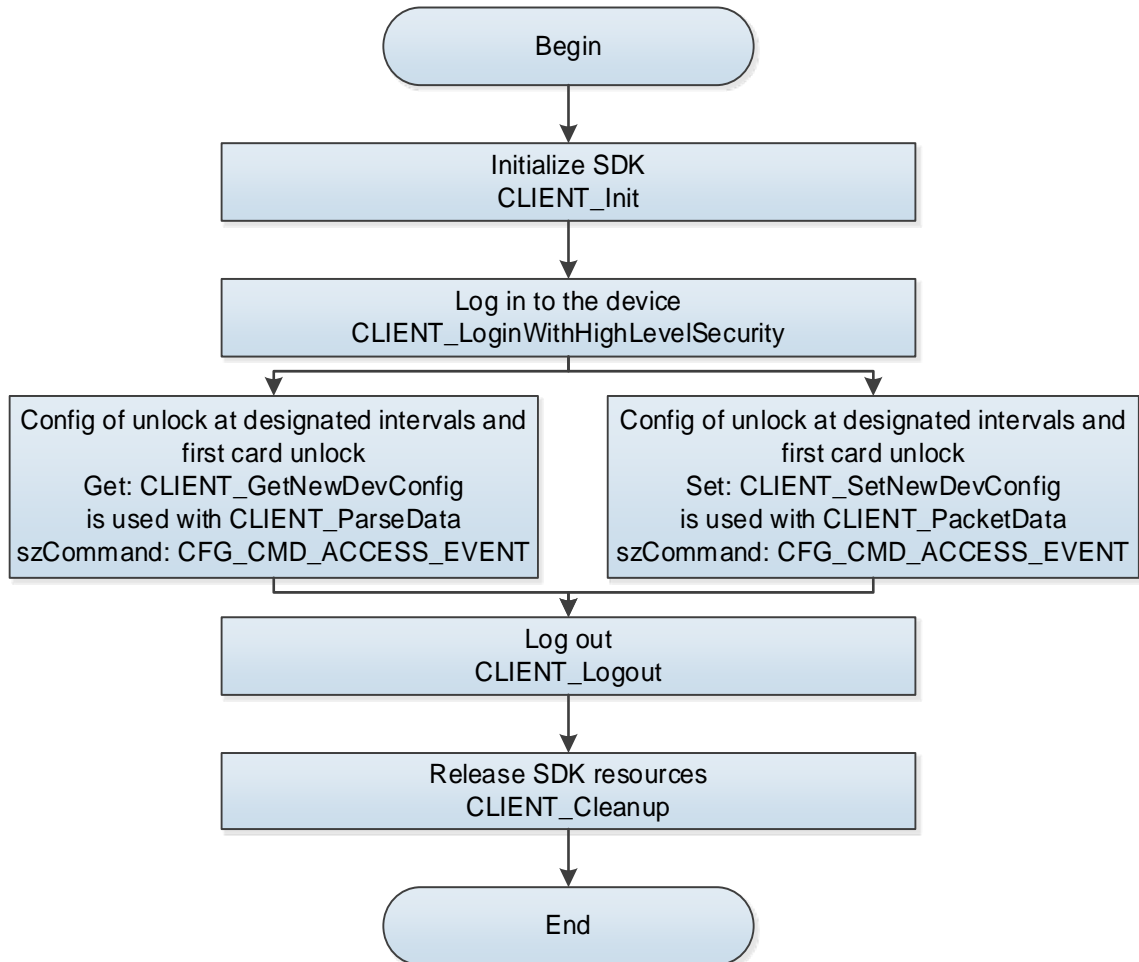 Begin
Initialize SDK
CLIENT_Init
Log in to the device
CLIENT_LoginWithHighLevelSecurity
Config of unlock at designated intervals and
first card unlock
Get: CLIENT_GetNewDevConfig
is used with CLIENT_ParseData
szCommand: CFG_CMD_ACCESS_EVENT
Config of unlock at designated intervals and
first card unlock
Set: CLIENT_SetNewDevConfig
is used with CLIENT_PacketData
szCommand: CFG_CMD_ACCESS_EVENT
Log out
CLIENT_Logout
Release SDK resources
CLIENT_Cleanup
End